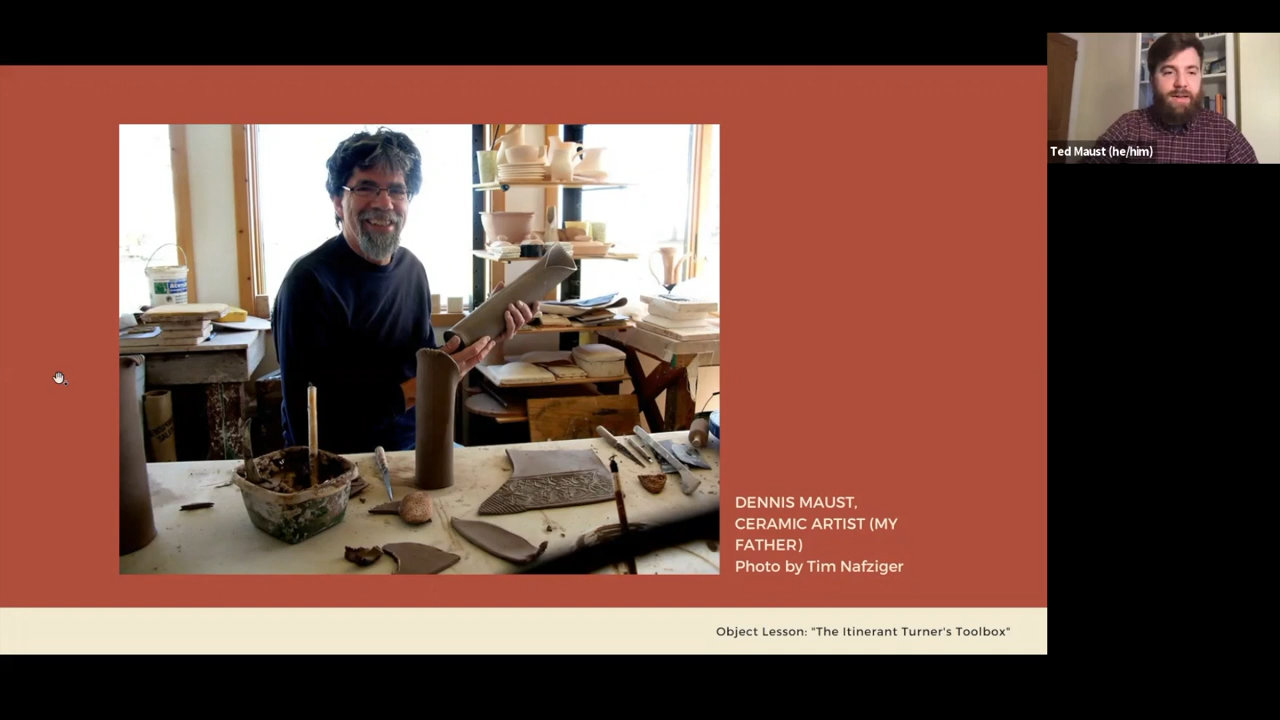 Ted Maust (he/him)
DENNIS MAUST,
CERAMIC ARTIST (MY
FATHER)
Photo by Tim Nafziger
Object Lesson: "The Itinerant Turner's Toolbox"